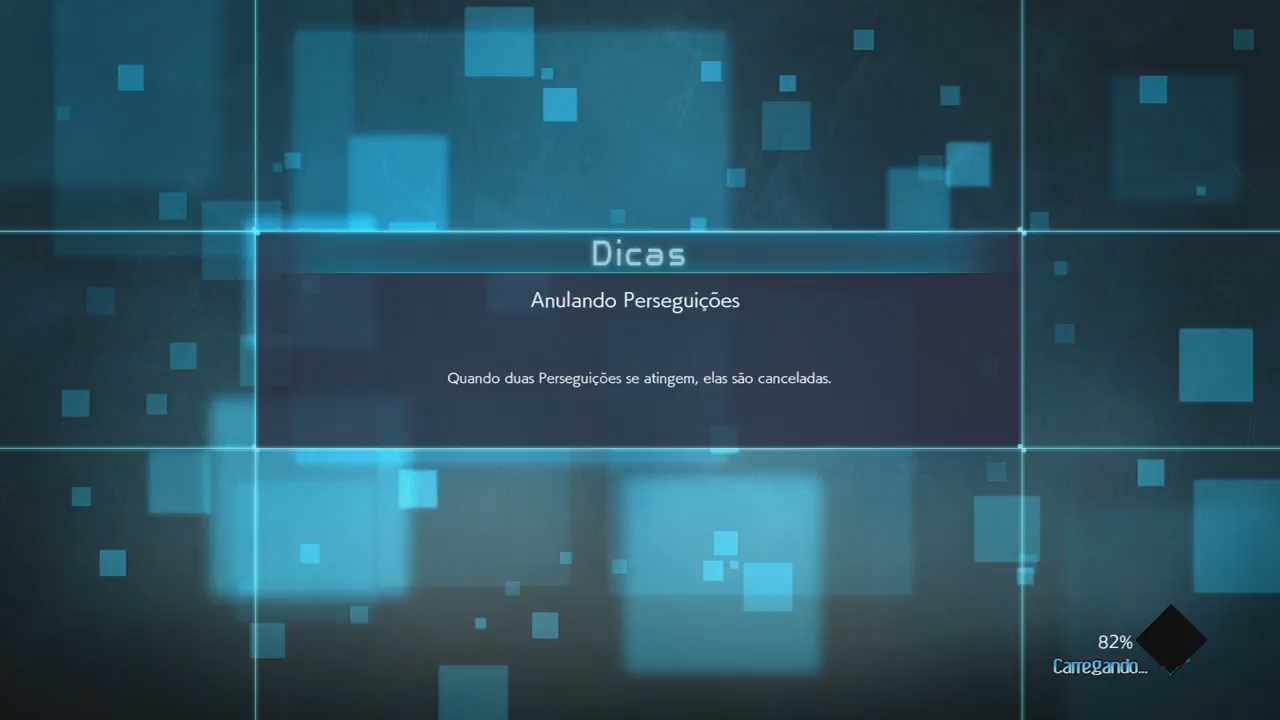 Dicas
Anulando Perseguições
Quando duas Perseguições se atingem, elas são canceladas.
82%
Carregando...